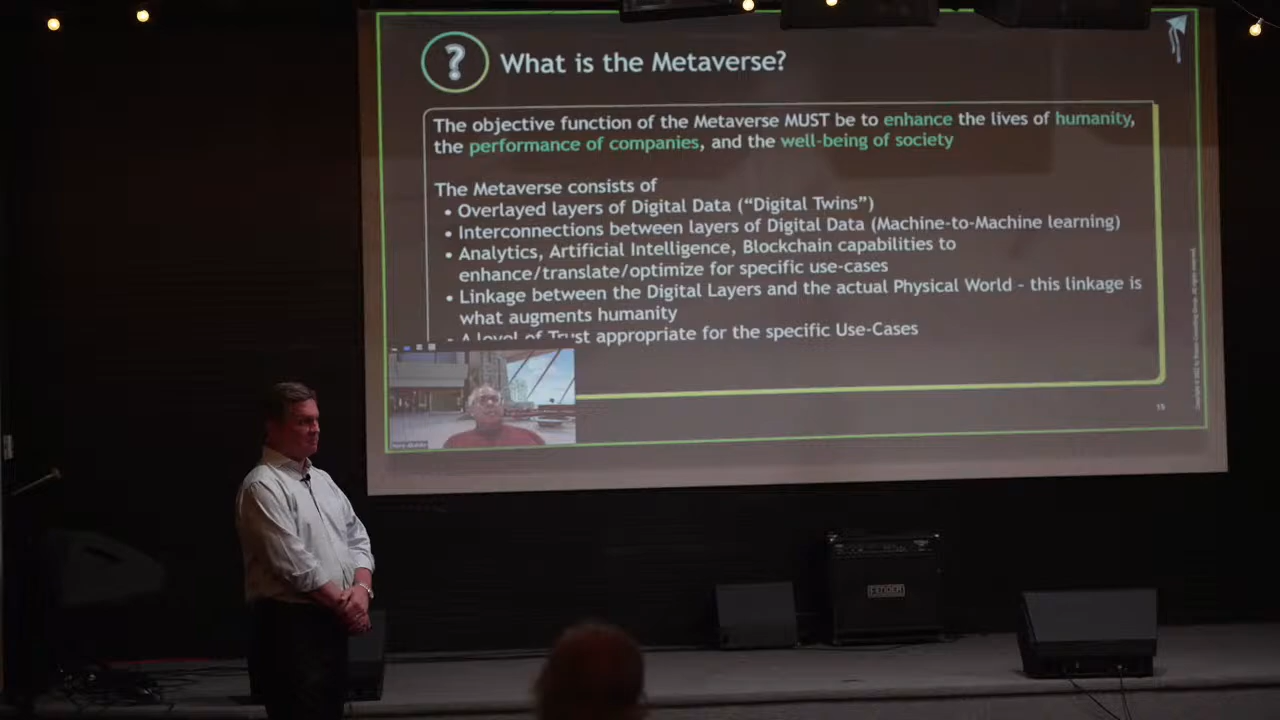 ?
What is the Metaverse?
The objective function of the Metaverse MUST be to enhance the lives of humanity,
the performance of companies, and the well-being of society
The Metaverse consists of
• Overlayed layers of Digital Data (“Digital Twins”)
• Interconnections between layers of Digital Data (Machine-to-Machine learning)
• Analytics, Artificial Intelligence, Blockchain capabilities to
enhance/translate/optimize for specific use-cases
• Linkage between the Digital Layers and the actual Physical World - this linkage is
what augments humanity
• A level of Trust appropriate for the specific Use-Cases
15
FENDER